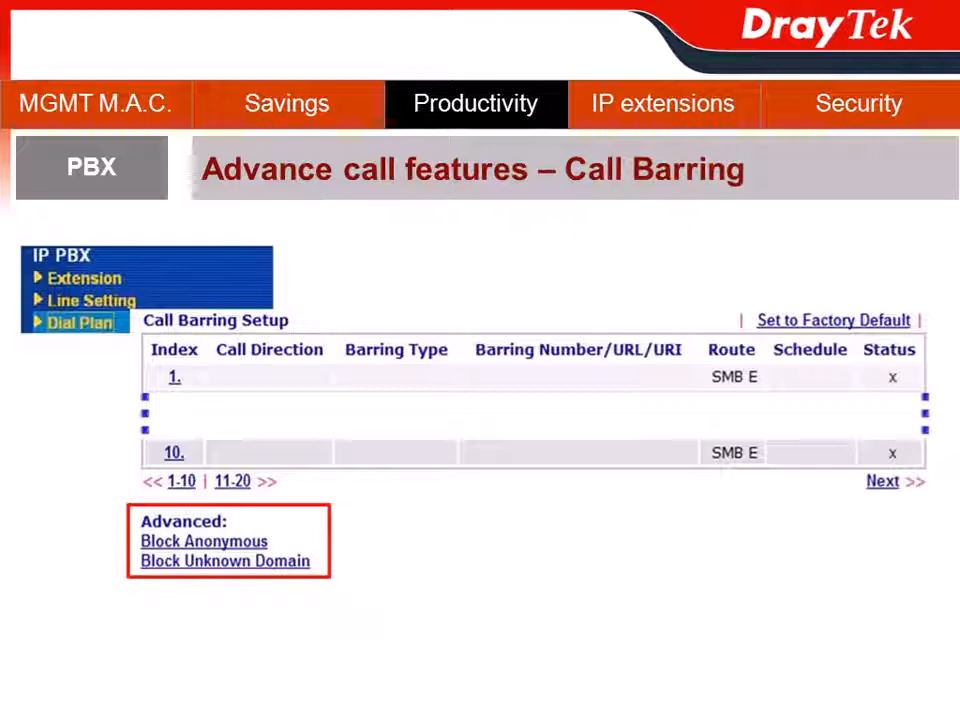 DrayTek
MGMT M.A.C. Savings Productivity IP extensions Security
PBX Advance call features – Call Barring
IP PBX
Extension
Line Setting
Dial Plan
Call Barring Setup | Set to Factory Default |
Index Call Direction Barring Type Barring Number/URL/URI Route Schedule Status
1. SMB E x
10. SMB E x
<< 1-10 | 11-20 >> Next >>
Advanced:
Block Anonymous
Block Unknown Domain